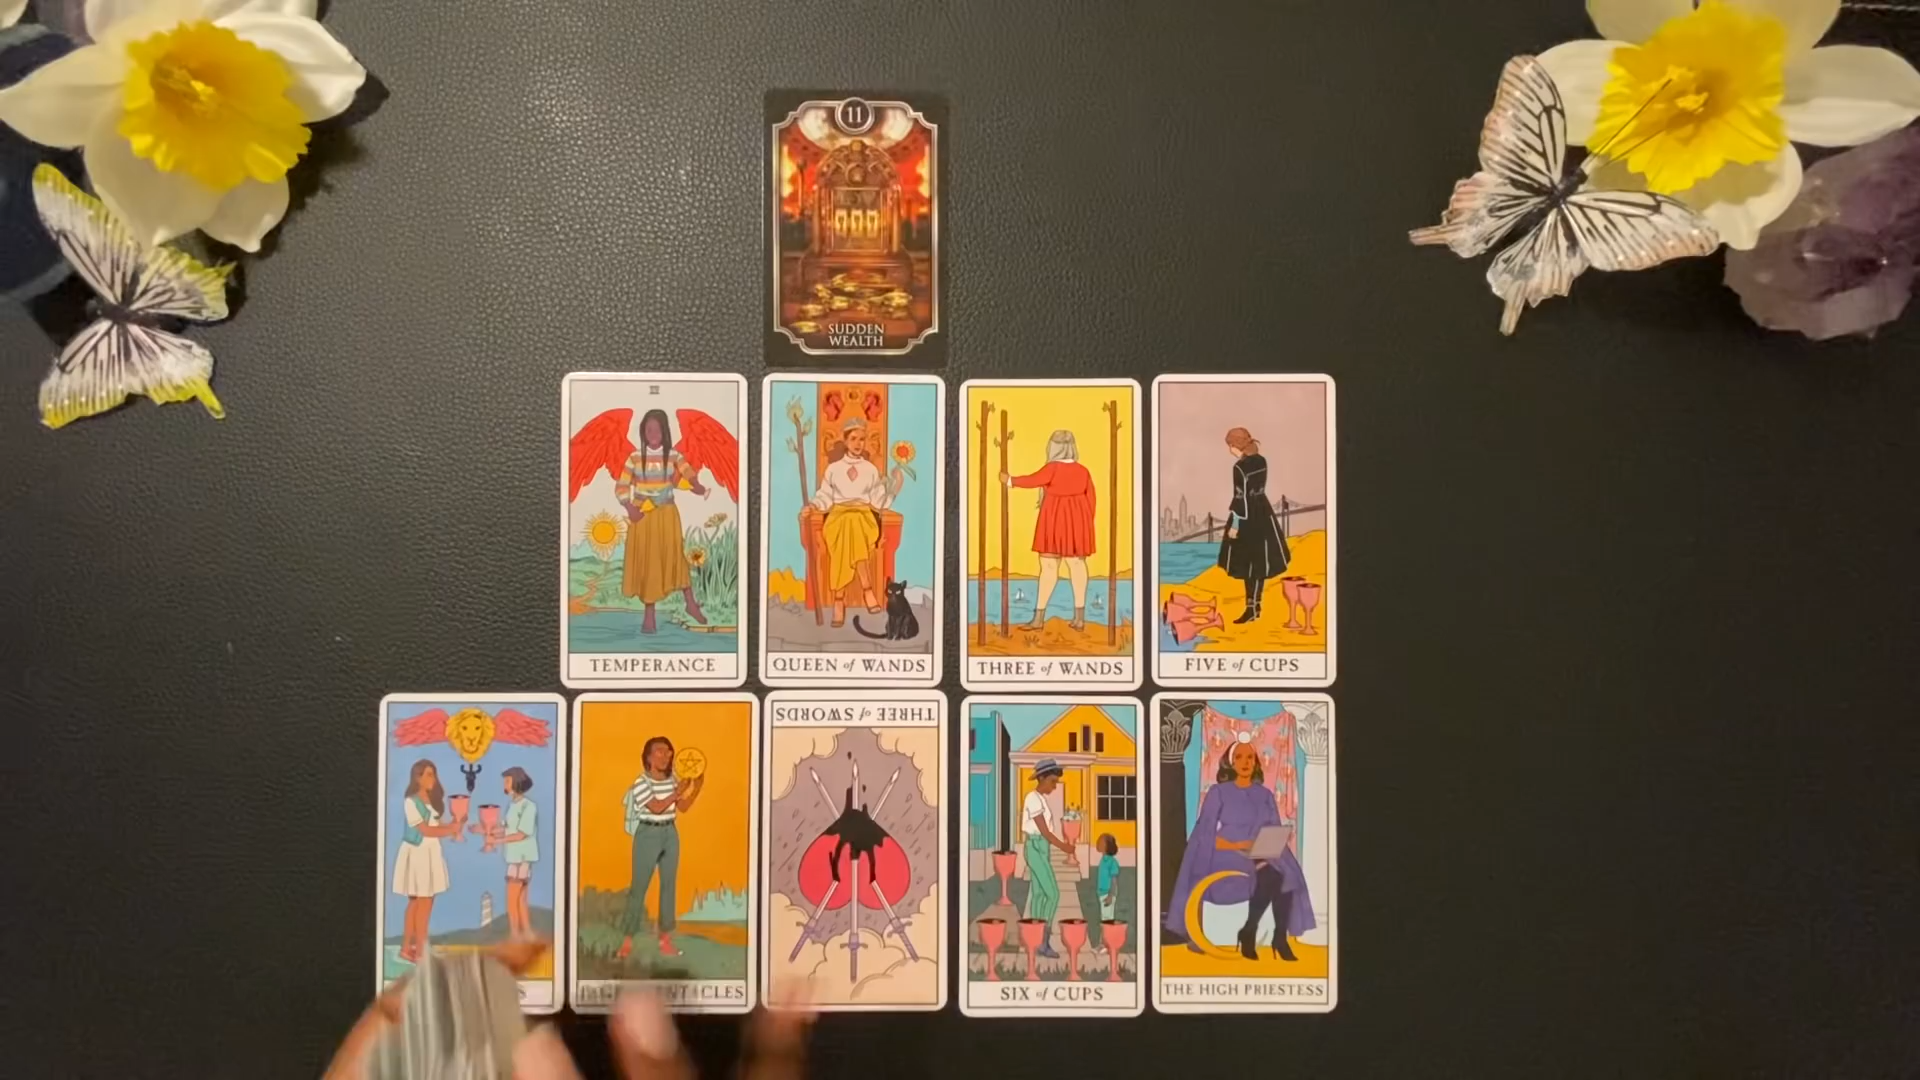 11
SUDDEN
WEALTH
III
TEMPERANCE
QUEEN of WANDS
THREE of WANDS
FIVE of CUPS
THREE of SWORDS
I
SIX of CUPS
THE HIGH PRIESTESS